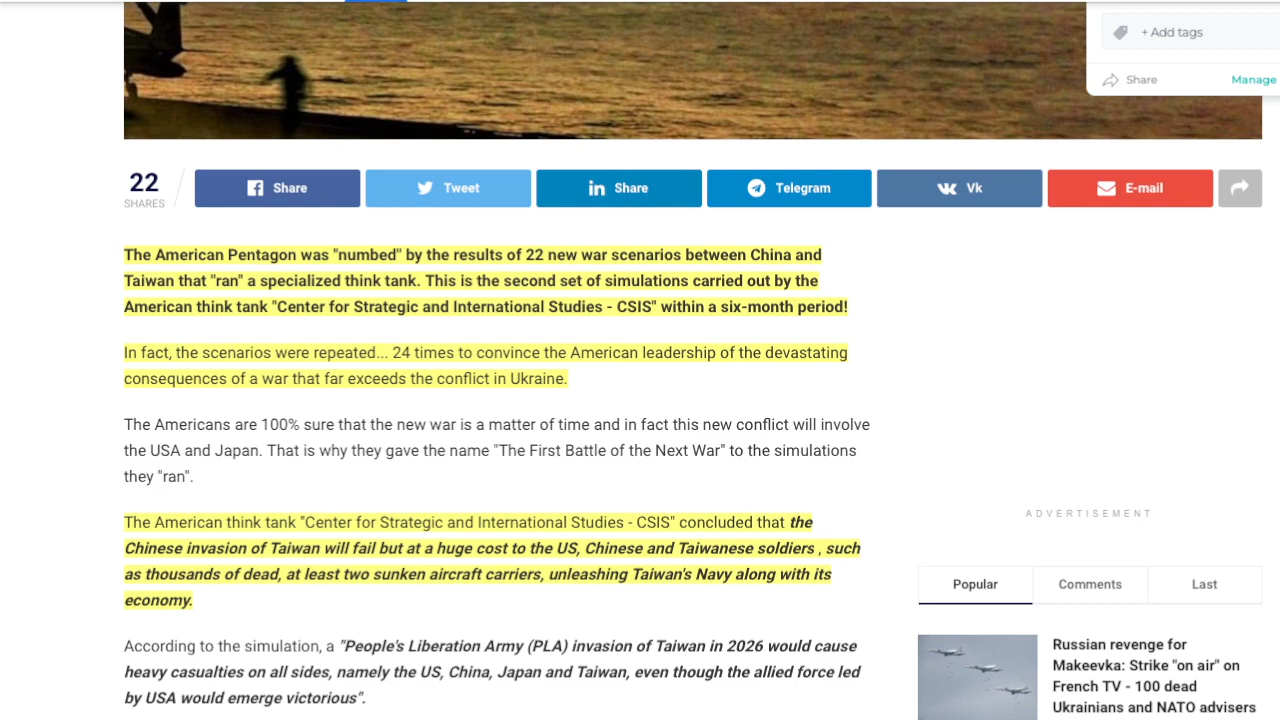 + Add tags
Share
Manage
22
SHARES
Share
Tweet
Share
Telegram
Vk
E-mail
The American Pentagon was "numbed" by the results of 22 new war scenarios between China and
Taiwan that "ran" a specialized think tank. This is the second set of simulations carried out by the
American think tank "Center for Strategic and International Studies - CSIS" within a six-month period!
In fact, the scenarios were repeated... 24 times to convince the American leadership of the devastating
consequences of a war that far exceeds the conflict in Ukraine.
The Americans are 100% sure that the new war is a matter of time and in fact this new conflict will involve
the USA and Japan. That is why they gave the name "The First Battle of the Next War" to the simulations
they "ran".
The American think tank "Center for Strategic and International Studies - CSIS" concluded that the
Chinese invasion of Taiwan will fail but at a huge cost to the US, Chinese and Taiwanese soldiers , such
as thousands of dead, at least two sunken aircraft carriers, unleashing Taiwan's Navy along with its
economy.
According to the simulation, a "People's Liberation Army (PLA) invasion of Taiwan in 2026 would cause
heavy casualties on all sides, namely the US, China, Japan and Taiwan, even though the allied force led
by USA would emerge victorious".
ADVERTISEMENT
Popular
Comments
Last
Russian revenge for
Makeevka: Strike "on air" on
French TV - 100 dead
Ukrainians and NATO advisers